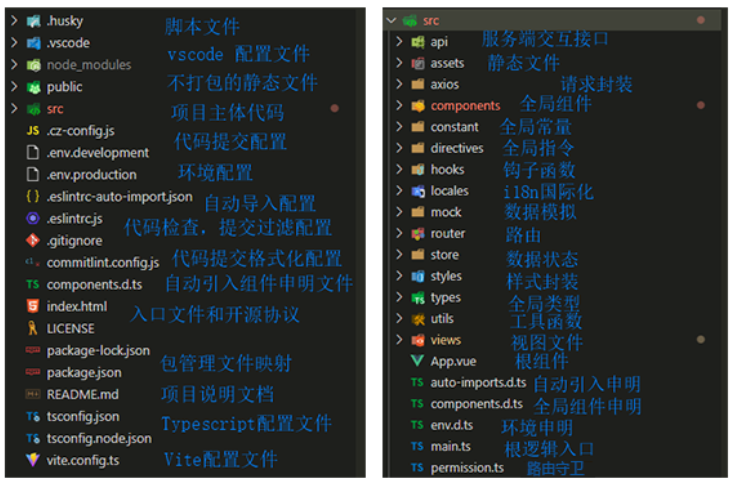 .husky 脚本文件
.vscode vscode 配置文件
node_modules
public 不打包的静态文件
src 项目主体代码
JS .cz-config.js
代码提交配置
.env.development
.env.production 环境配置
{ } .eslintrc-auto-import.json 自动导入配置
.eslintrc.js 代码检查，提交过滤配置
.gitignore
commitlint.config.js 代码提交格式化配置
TS components.d.ts 自动引入组件申明文件
index.html 入口文件和开源协议
LICENSE
package-lock.json
包管理文件映射
package.json
README.md 项目说明文档
tsconfig.json
Typescript配置文件
tsconfig.node.json
vite.config.ts Vite配置文件
src
api 服务端交互接口
assets 静态文件
axios 请求封装
components 全局组件
constant 全局常量
directives 全局指令
hooks 钩子函数
locales i18n国际化
mock 数据模拟
router 路由
store 数据状态
styles 样式封装
types 全局类型
utils 工具函数
views 视图文件
App.vue 根组件
TS auto-imports.d.ts 自动引入申明
TS components.d.ts 全局组件申明
TS env.d.ts 环境申明
TS main.ts 根逻辑入口
TS permission.ts 路由守卫